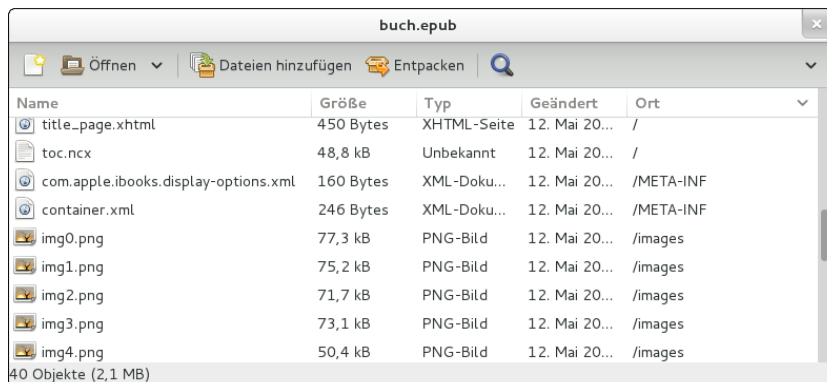 buch.epub
Öffnen Dateien hinzufügen Entpacken
Name Größe Typ Geändert Ort
title_page.xhtml 450 Bytes XHTML-Seite 12. Mai 20... /
toc.ncx 48,8 kB Unbekannt 12. Mai 20... /
com.apple.ibooks.display-options.xml 160 Bytes XML-Doku... 12. Mai 20... /META-INF
container.xml 246 Bytes XML-Doku... 12. Mai 20... /META-INF
img0.png 77,3 kB PNG-Bild 12. Mai 20... /images
img1.png 75,2 kB PNG-Bild 12. Mai 20... /images
img2.png 71,7 kB PNG-Bild 12. Mai 20... /images
img3.png 73,1 kB PNG-Bild 12. Mai 20... /images
img4.png 50,4 kB PNG-Bild 12. Mai 20... /images
40 Objekte (2,1 MB)